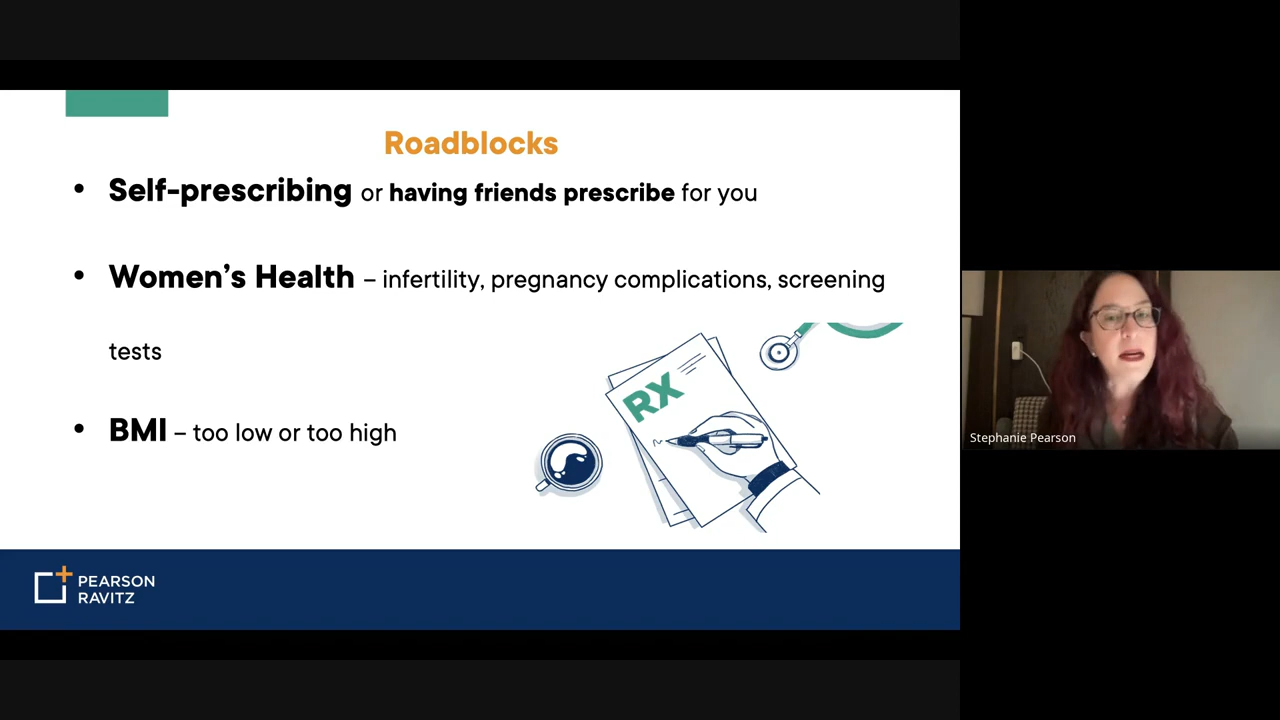 Roadblocks
• Self-prescribing or having friends prescribe for you
• Women's Health – infertility, pregnancy complications, screening
tests
• BMI – too low or too high
RX
PEARSON
RAVITZ
Stephanie Pearson